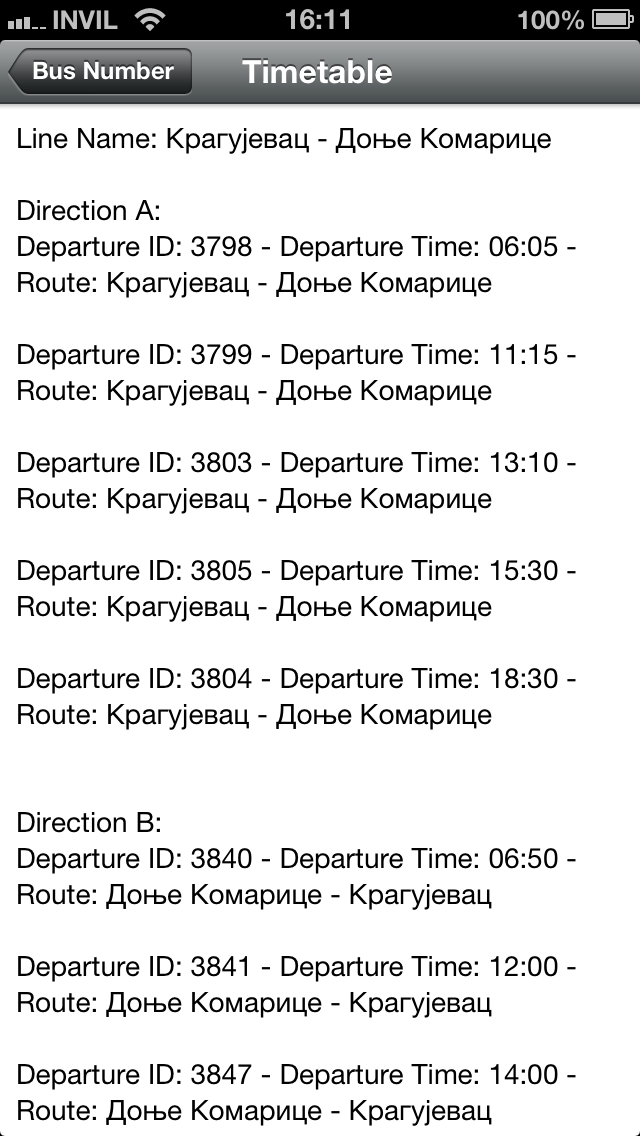 INVIL 16:11 100%
Bus Number Timetable
Line Name: Крагујевац - Доње Комарице
Direction A:
Departure ID: 3798 - Departure Time: 06:05 -
Route: Крагујевац - Доње Комарице
Departure ID: 3799 - Departure Time: 11:15 -
Route: Крагујевац - Доње Комарице
Departure ID: 3803 - Departure Time: 13:10 -
Route: Крагујевац - Доње Комарице
Departure ID: 3805 - Departure Time: 15:30 -
Route: Крагујевац - Доње Комарице
Departure ID: 3804 - Departure Time: 18:30 -
Route: Крагујевац - Доње Комарице
Direction B:
Departure ID: 3840 - Departure Time: 06:50 -
Route: Доње Комарице - Крагујевац
Departure ID: 3841 - Departure Time: 12:00 -
Route: Доње Комарице - Крагујевац
Departure ID: 3847 - Departure Time: 14:00 -
Route: Доње Комарице - Крагујевац